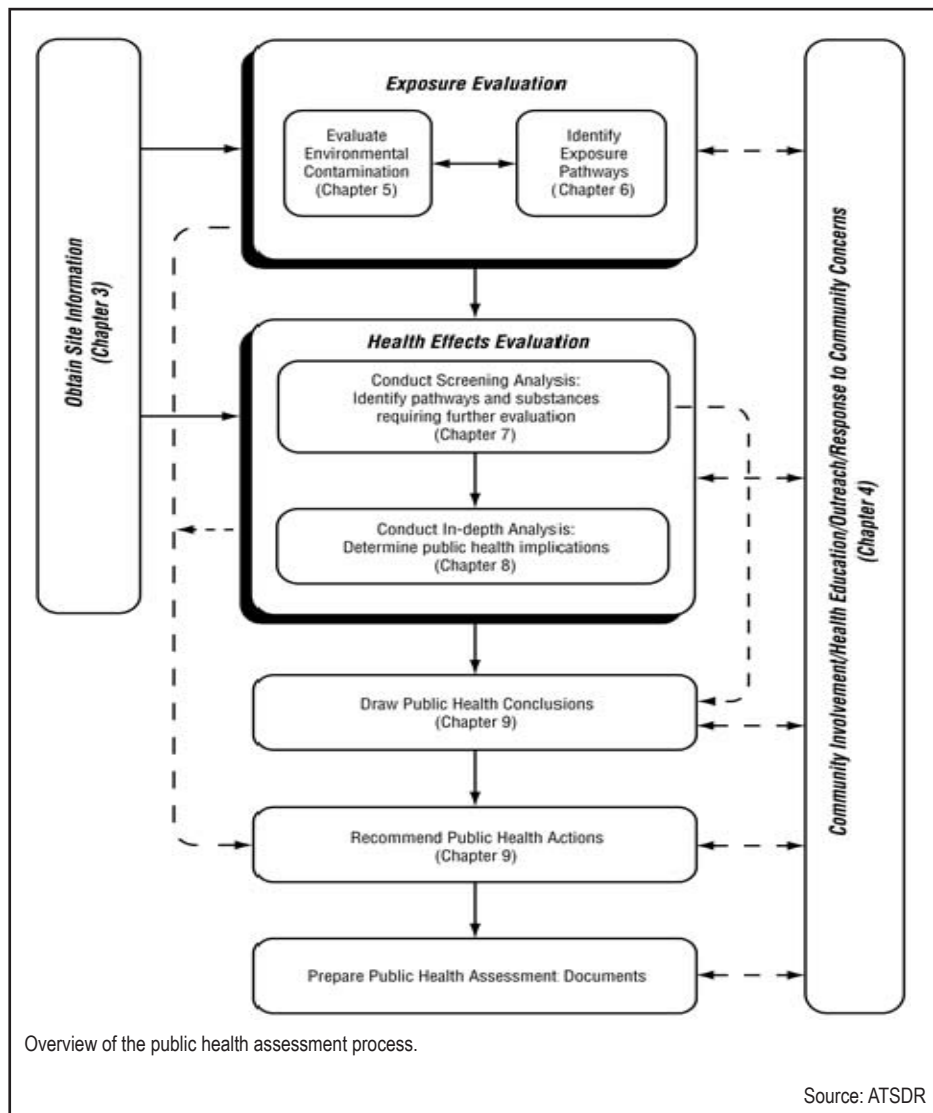 Obtain Site Information
(Chapter 3)
Exposure Evaluation
Evaluate
Environmental
Contamination
(Chapter 5)
Identify
Exposure
Pathways
(Chapter 6)
Health Effects Evaluation
Conduct Screening Analysis:
Identify pathways and substances
requiring further evaluation
(Chapter 7)
Conduct In-depth Analysis:
Determine public health implications
(Chapter 8)
Draw Public Health Conclusions
(Chapter 9)
Recommend Public Health Actions
(Chapter 9)
Prepare Public Health Assessment Documents
Community Involvement/Health Education/Outreach/Response to Community Concerns
(Chapter 4)
Overview of the public health assessment process.
Source: ATSDR